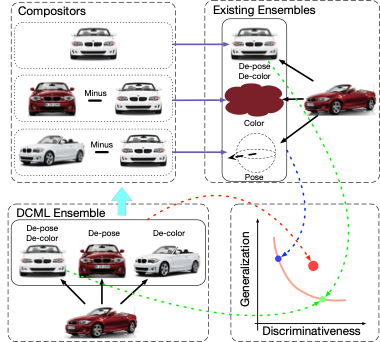 Compositors
Minus
Minus
Existing Ensembles
De-pose
De-color
Color
Pose
DCML Ensemble
De-pose
De-color
De-pose
De-color
Generalization
Discriminativeness